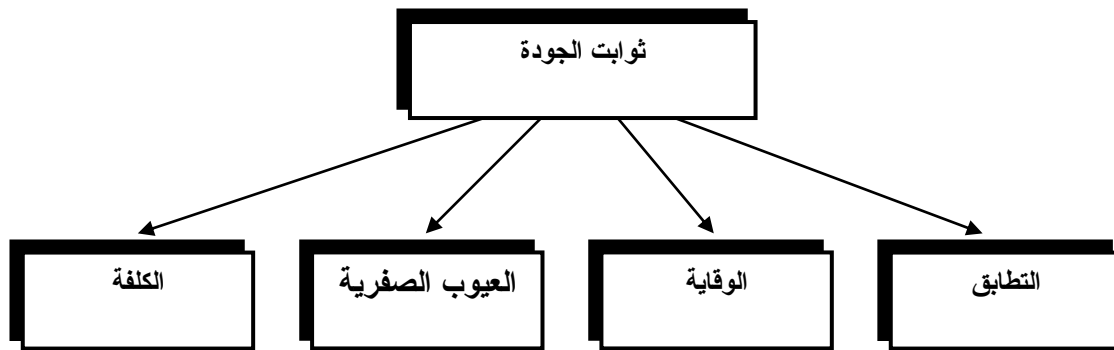 ثوابت الجودة
التطابق
الوقاية
العيوب الصفرية
الكلفة